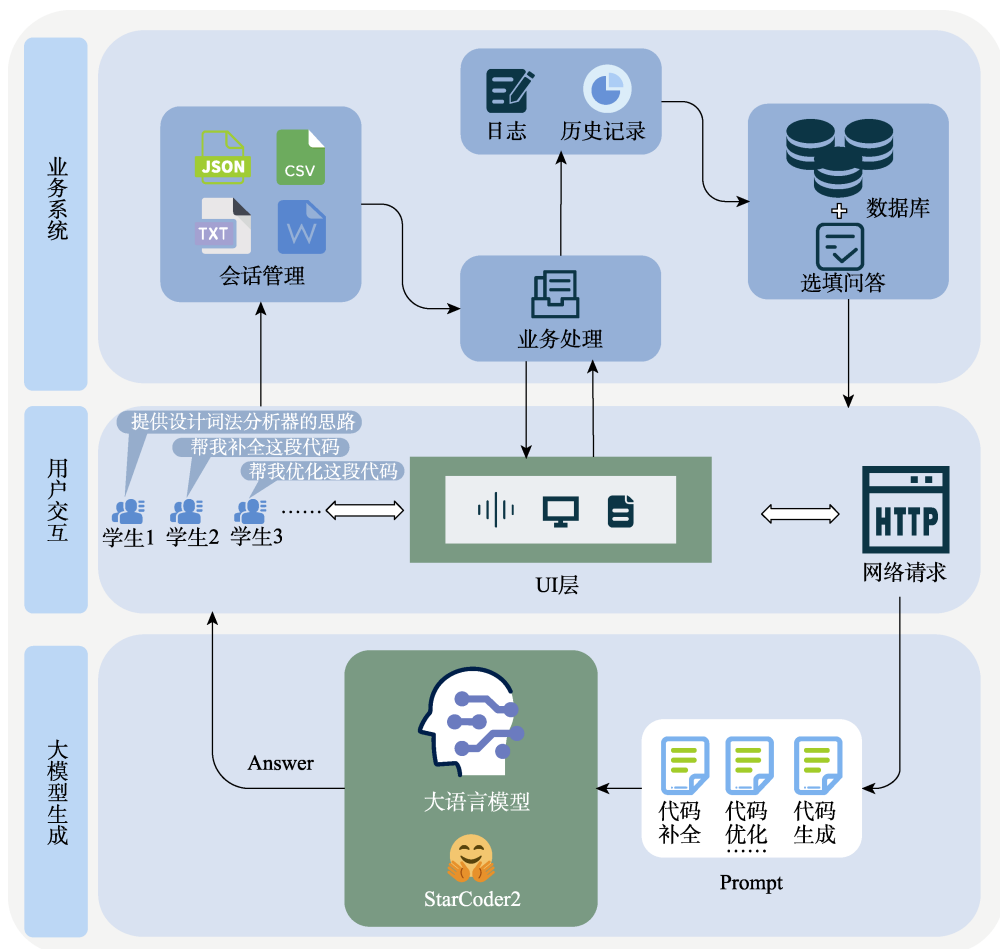 业务系统
JSON
CSV
TXT
W
会话管理
日志
历史记录
业务处理
数据库
+
选填问答
用户交互
提供设计词法分析器的思路
帮我补全这段代码
帮我优化这段代码
学生1
学生2
学生3
……
UI层
HTTP
网络请求
大模型生成
Answer
大语言模型
StarCoder2
代码
补全
代码
优化
代码
生成
……
Prompt